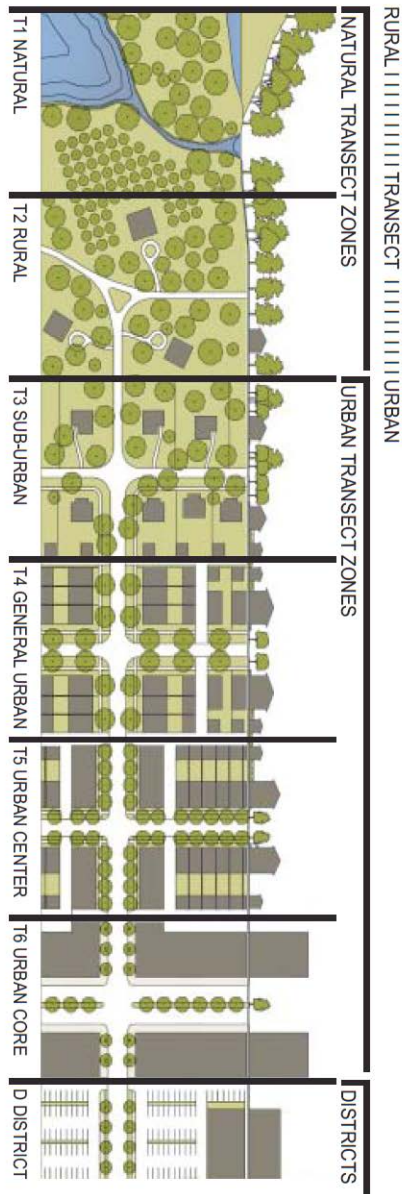 RURAL I I I I I I I I I I TRANSECT I I I I I I I I I I URBAN
NATURAL TRANSECT ZONES
URBAN TRANSECT ZONES
DISTRICTS
T1 NATURAL
T2 RURAL
T3 SUB-URBAN
T4 GENERAL URBAN
T5 URBAN CENTER
T6 URBAN CORE
D DISTRICT